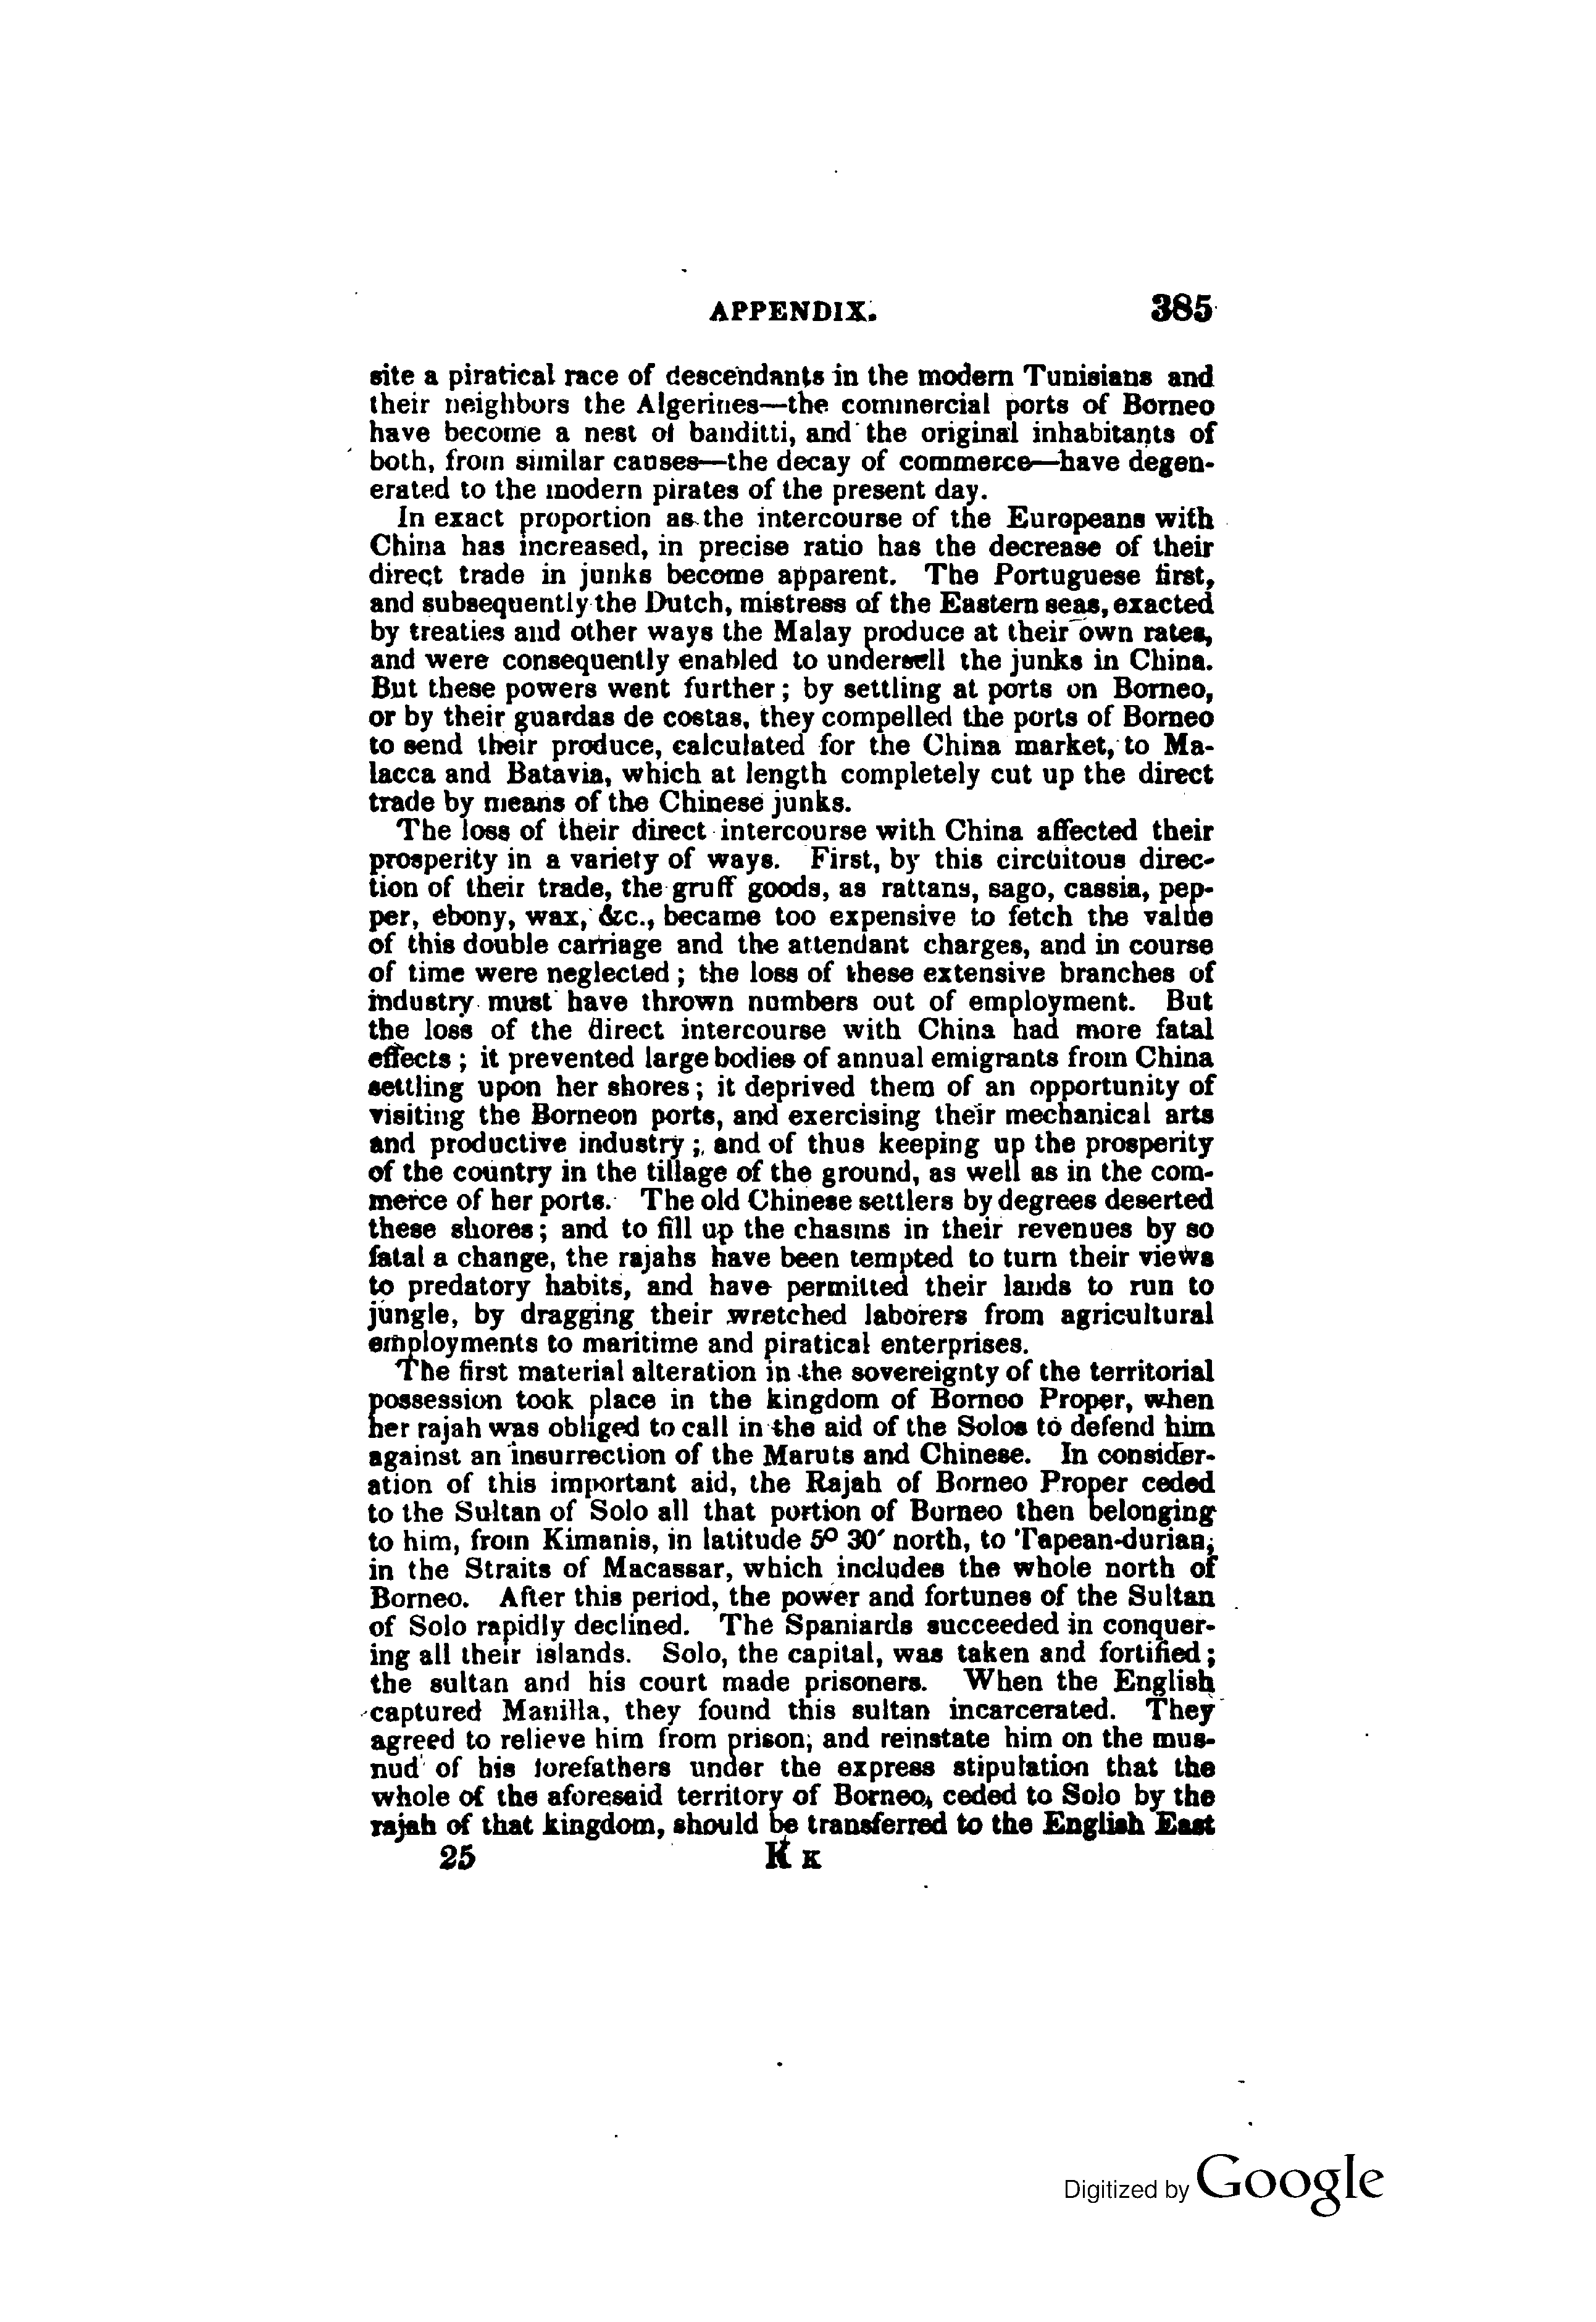 APPENDIX. 385
site a piratical race of descendants in the modern Tunisians and
their neighbors the Algerines—the commercial ports of Borneo
have become a nest of banditti, and the original inhabitants of
both, from similar causes—the decay of commerce—have degen-
erated to the modern pirates of the present day.
In exact proportion as the intercourse of the Europeans with
China has increased, in precise ratio has the decrease of their
direct trade in junks become apparent. The Portuguese first,
and subsequently the Dutch, mistress of the Eastern seas, exacted
by treaties and other ways the Malay produce at their own rates,
and were consequently enabled to undersell the junks in China.
But these powers went further; by settling at ports on Borneo,
or by their guardas de costas, they compelled the ports of Borneo
to send their produce, calculated for the China market, to Ma-
lacca and Batavia, which at length completely cut up the direct
trade by means of the Chinese junks.
The loss of their direct intercourse with China affected their
prosperity in a variety of ways. First, by this circuitous direc-
tion of their trade, the gruff goods, as rattans, sago, cassia, pep-
per, ebony, wax, &c., became too expensive to fetch the value
of this double carriage and the attendant charges, and in course
of time were neglected; the loss of these extensive branches of
industry must have thrown numbers out of employment. But
the loss of the direct intercourse with China had more fatal
effects; it prevented large bodies of annual emigrants from China
settling upon her shores; it deprived them of an opportunity of
visiting the Borneon ports, and exercising their mechanical arts
and productive industry; and of thus keeping up the prosperity
of the country in the tillage of the ground, as well as in the com-
merce of her ports. The old Chinese settlers by degrees deserted
these shores; and to fill up the chasms in their revenues by so
fatal a change, the rajahs have been tempted to turn their views
to predatory habits, and have permitted their lands to run to
jungle, by dragging their wretched laborers from agricultural
employments to maritime and piratical enterprises.
The first material alteration in the sovereignty of the territorial
possession took place in the kingdom of Borneo Proper, when
her rajah was obliged to call in the aid of the Solos to defend him
against an insurrection of the Maruts and Chinese. In consider-
ation of this important aid, the Rajah of Borneo Proper ceded
to the Sultan of Solo all that portion of Borneo then belonging
to him, from Kimanis, in latitude 5° 30′ north, to Tapean-durian,
in the Straits of Macassar, which includes the whole north of
Borneo. After this period, the power and fortunes of the Sultan
of Solo rapidly declined. The Spaniards succeeded in conquer-
ing all their islands. Solo, the capital, was taken and fortified;
the sultan and his court made prisoners. When the English
captured Manilla, they found this sultan incarcerated. They
agreed to relieve him from prison, and reinstate him on the mus-
nud of his forefathers under the express stipulation that the
whole of the aforesaid territory of Borneo, ceded to Solo by the
rajah of that kingdom, should be transferred to the English East
25 K K
Digitized by Google